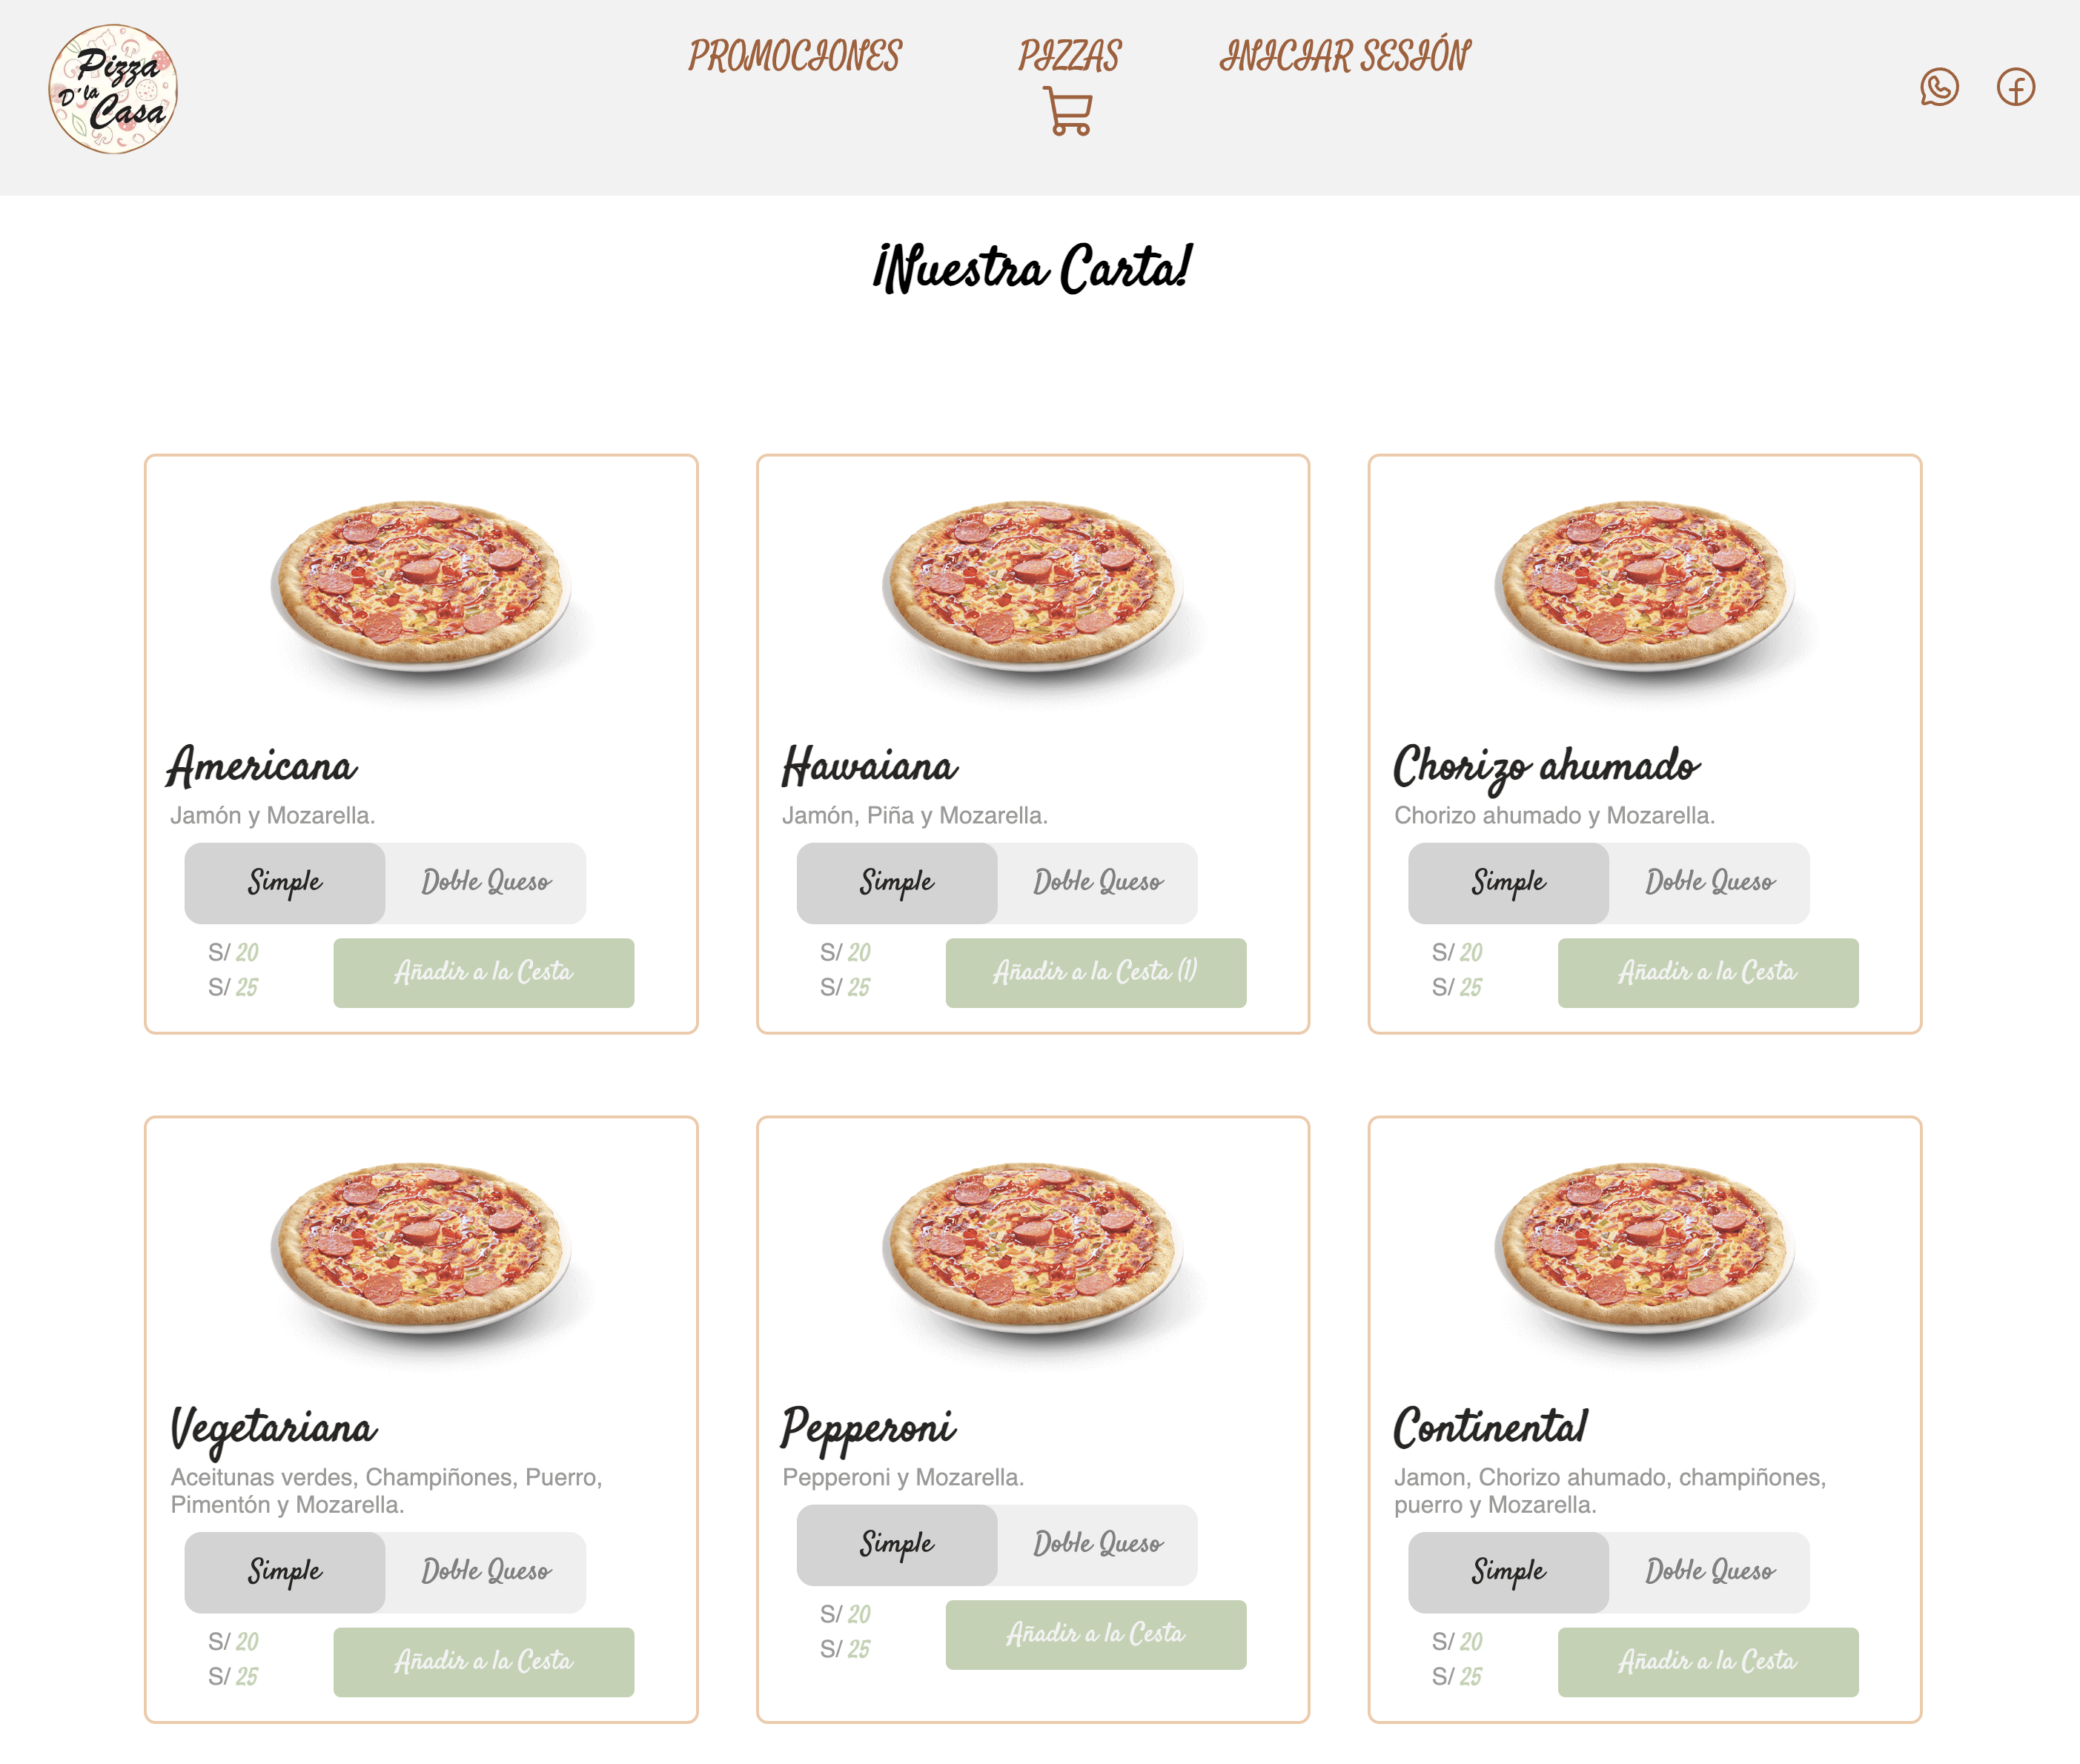 Pizza
D'la
Casa
PROMOCIONES
PIZZAS
INICIAR SESIÓN
¡Nuestra Carta!
Americana
Jamón y Mozarella.
Simple
Doble Queso
S/ 20
S/ 25
Añadir a la Cesta
Hawaiana
Jamón, Piña y Mozarella.
Simple
Doble Queso
S/ 20
S/ 25
Añadir a la Cesta (1)
Chorizo ahumado
Chorizo ahumado y Mozarella.
Simple
Doble Queso
S/ 20
S/ 25
Añadir a la Cesta
Vegetariana
Aceitunas verdes, Champiñones, Puerro,
Pimentón y Mozarella.
Simple
Doble Queso
S/ 20
S/ 25
Añadir a la Cesta
Pepperoni
Pepperoni y Mozarella.
Simple
Doble Queso
S/ 20
S/ 25
Añadir a la Cesta
Continental
Jamon, Chorizo ahumado, champiñones,
puerro y Mozarella.
Simple
Doble Queso
S/ 20
S/ 25
Añadir a la Cesta